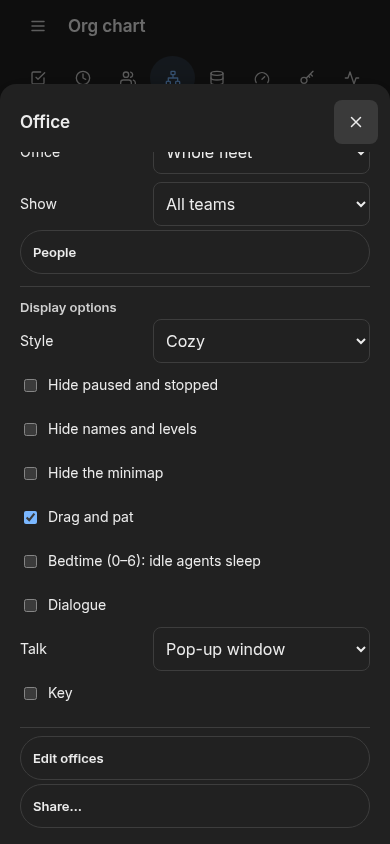 Org chart
Office
Office Whole fleet
Show All teams
People
Display options
Style Cozy
Hide paused and stopped
Hide names and levels
Hide the minimap
Drag and pat
Bedtime (0–6): idle agents sleep
Dialogue
Talk Pop-up window
Key
Edit offices
Share...